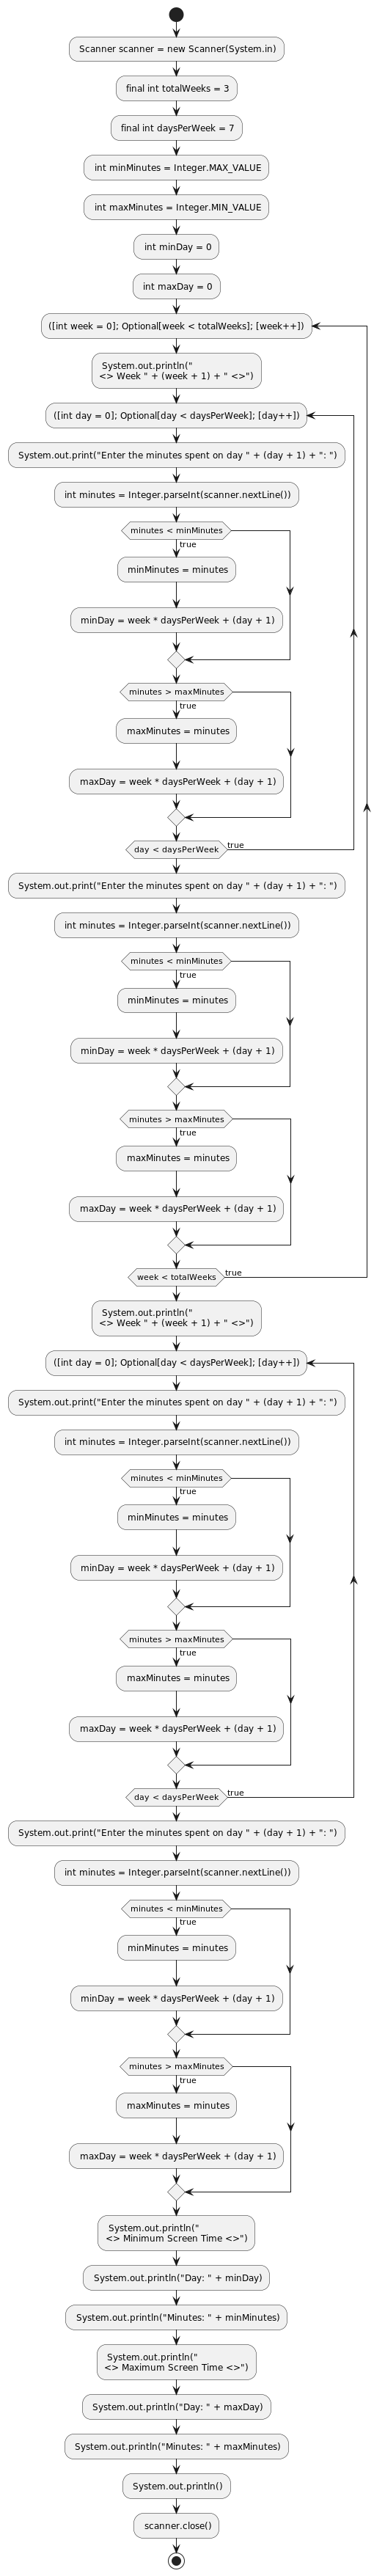 Scanner scanner = new Scanner(System.in)
final int totalWeeks = 3
final int daysPerWeek = 7
int minMinutes = Integer.MAX_VALUE
int maxMinutes = Integer.MIN_VALUE
int minDay = 0
int maxDay = 0
([int week = 0]; Optional[week < totalWeeks]; [week++])
System.out.println("
<> Week " + (week + 1) + " <>")
([int day = 0]; Optional[day < daysPerWeek]; [day++])
System.out.print("Enter the minutes spent on day " + (day + 1) + ": ")
int minutes = Integer.parseInt(scanner.nextLine())
minutes < minMinutes
true
minMinutes = minutes
minDay = week * daysPerWeek + (day + 1)
minutes > maxMinutes
true
maxMinutes = minutes
maxDay = week * daysPerWeek + (day + 1)
day < daysPerWeek
true
System.out.print("Enter the minutes spent on day " + (day + 1) + ": ")
int minutes = Integer.parseInt(scanner.nextLine())
minutes < minMinutes
true
minMinutes = minutes
minDay = week * daysPerWeek + (day + 1)
minutes > maxMinutes
true
maxMinutes = minutes
maxDay = week * daysPerWeek + (day + 1)
week < totalWeeks
true
System.out.println("
<> Week " + (week + 1) + " <>")
([int day = 0]; Optional[day < daysPerWeek]; [day++])
System.out.print("Enter the minutes spent on day " + (day + 1) + ": ")
int minutes = Integer.parseInt(scanner.nextLine())
minutes < minMinutes
true
minMinutes = minutes
minDay = week * daysPerWeek + (day + 1)
minutes > maxMinutes
true
maxMinutes = minutes
maxDay = week * daysPerWeek + (day + 1)
day < daysPerWeek
true
System.out.print("Enter the minutes spent on day " + (day + 1) + ": ")
int minutes = Integer.parseInt(scanner.nextLine())
minutes < minMinutes
true
minMinutes = minutes
minDay = week * daysPerWeek + (day + 1)
minutes > maxMinutes
true
maxMinutes = minutes
maxDay = week * daysPerWeek + (day + 1)
System.out.println("
<> Minimum Screen Time <>")
System.out.println("Day: " + minDay)
System.out.println("Minutes: " + minMinutes)
System.out.println("
<> Maximum Screen Time <>")
System.out.println("Day: " + maxDay)
System.out.println("Minutes: " + maxMinutes)
System.out.println()
scanner.close()